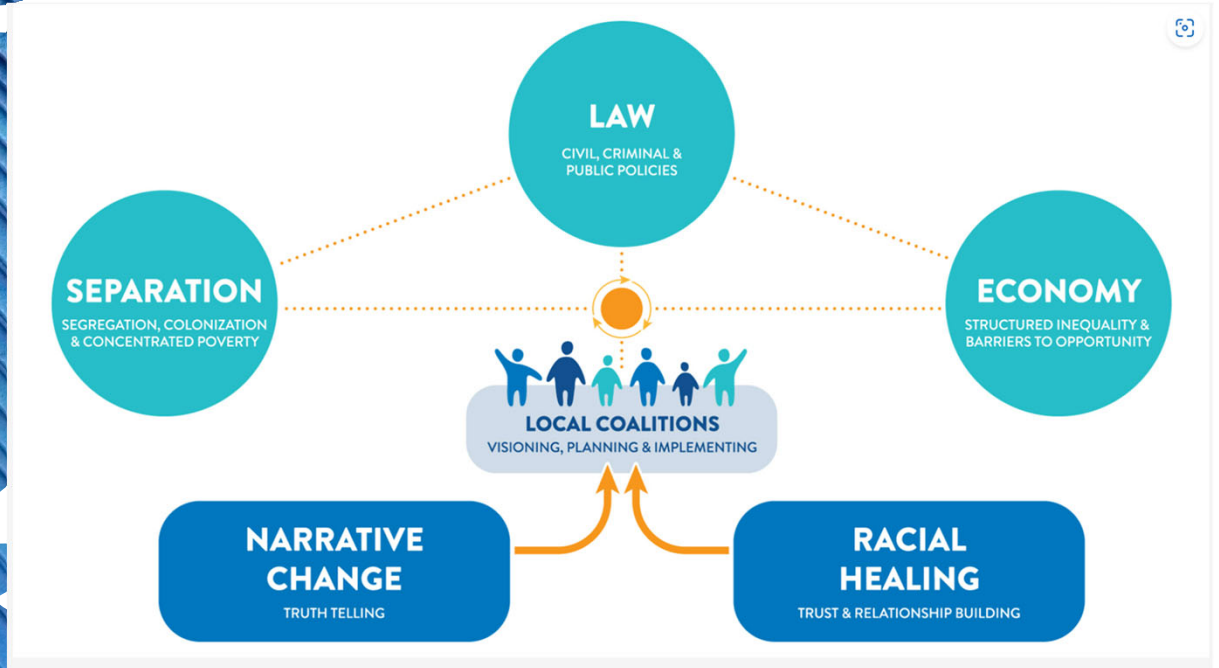 LAW
CIVIL, CRIMINAL &
PUBLIC POLICIES
SEPARATION
SEGREGATION, COLONIZATION
& CONCENTRATED POVERTY
ECONOMY
STRUCTURED INEQUALITY &
BARRIERS TO OPPORTUNITY
LOCAL COALITIONS
VISIONING, PLANNING & IMPLEMENTING
NARRATIVE
CHANGE
TRUTH TELLING
RACIAL
HEALING
TRUST & RELATIONSHIP BUILDING